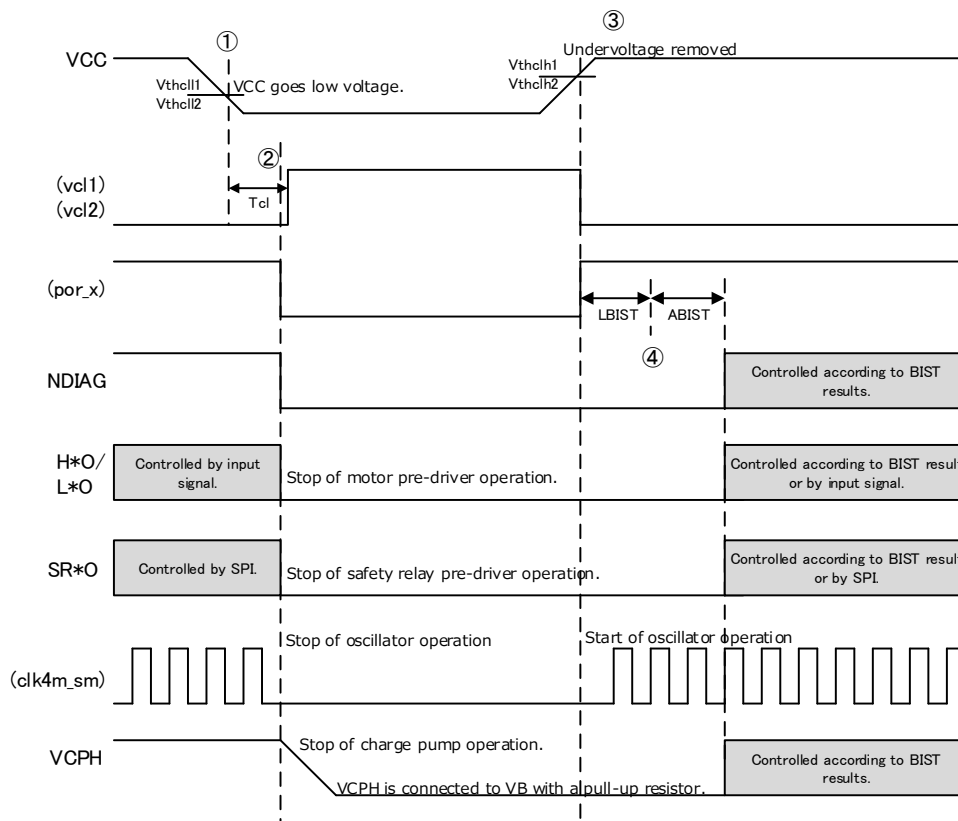 ①
③
VCC
Undervoltage removed
Vthcll1
Vthcll2
VCC goes low voltage.
Vthclh1
Vthclh2
②
(vcl1)
(vcl2)
Tcl
(por_x)
LBIST
ABIST
④
NDIAG
Controlled according to BIST
results.
H*O/
L*O
Controlled by input
signal.
Stop of motor pre-driver operation.
Controlled according to BIST result
or by input signal.
SR*O
Controlled by SPI.
Stop of safety relay pre-driver operation.
Controlled according to BIST result
or by SPI.
Stop of oscillator operation
Start of oscillator operation
(clk4m_sm)
VCPH
Stop of charge pump operation.
VCPH is connected to VB with a pull-up resistor.
Controlled according to BIST
results.